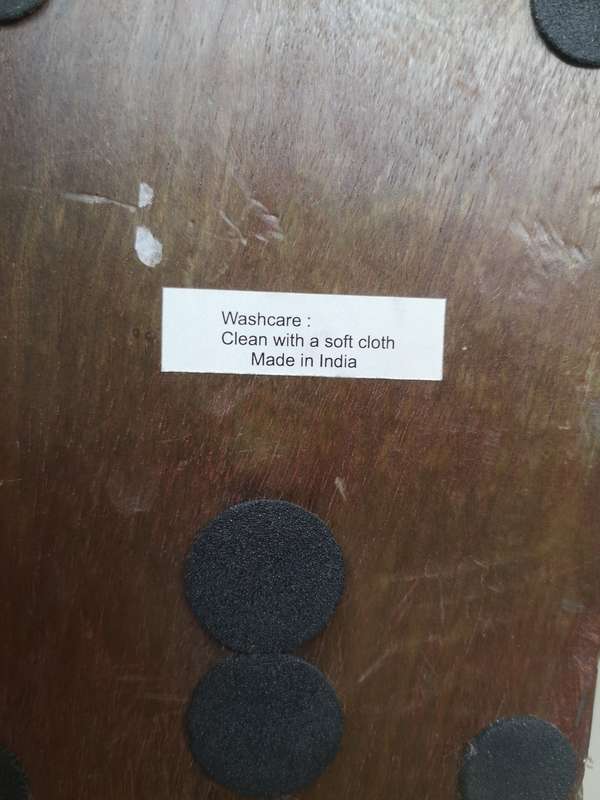 Washcare :
Clean with a soft cloth
Made in India